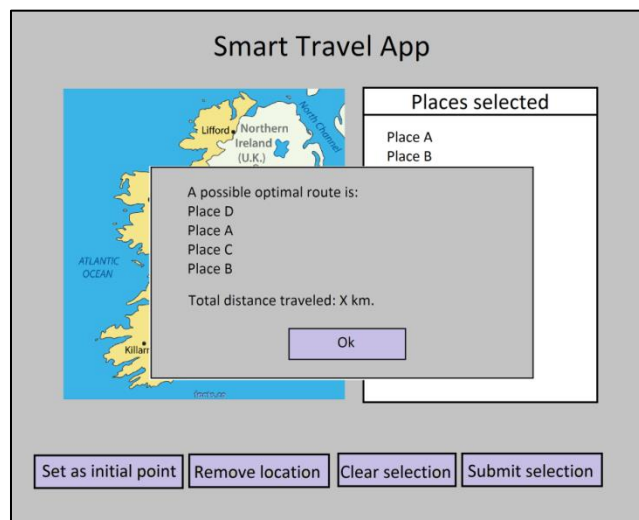 Smart Travel App
Lifford
Northern
Ireland
(U.K.)
North Channel
ATLANTIC
OCEAN
Places selected
Place A
Place B
A possible optimal route is:
Place D
Place A
Place C
Place B
Total distance traveled: X km.
Ok
Set as initial point
Remove location
Clear selection
Submit selection